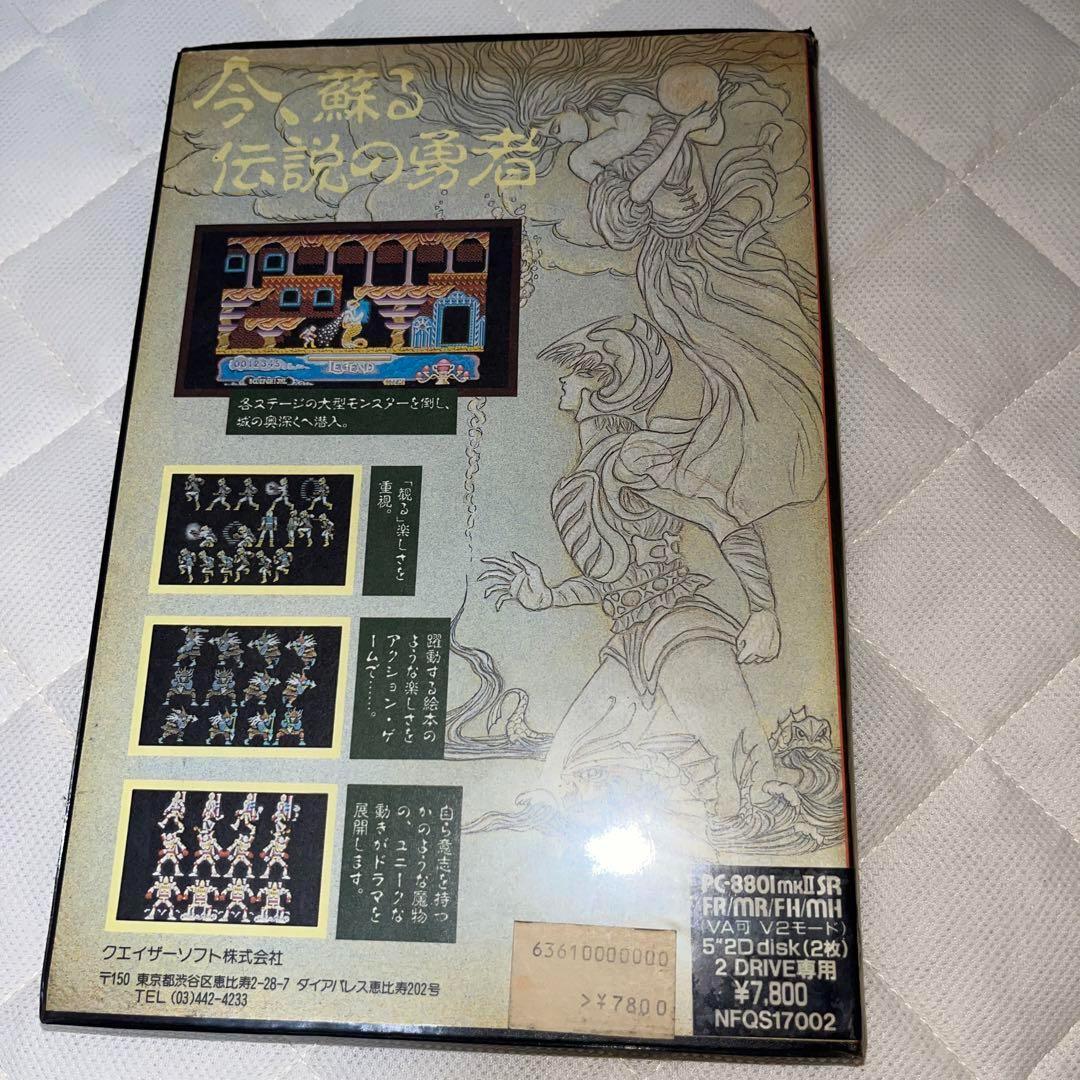 今、蘇る
伝説の勇者
0012345
LEGEND
各ステージの大型モンスターを倒し、
城の奥深くへ潜入。
「観る」楽しさを
重視。
躍動する絵本の
ような楽しさを
アクション・ゲ
ームで……。
自ら意志を持つ
かのような魔物
の、ユニークな
動きがドラマを
展開します。
クエイザーソフト株式会社
〒150 東京都渋谷区恵比寿2-28-7 ダイアパレス恵比寿202号
TEL (03)442-4233
63610000000
>¥7800
PC-8801mkⅡSR
FR/MR/FH/MH
(VA可 V2モード)
5"2D disk(2枚)
2 DRIVE専用
¥7,800
NFQS17002